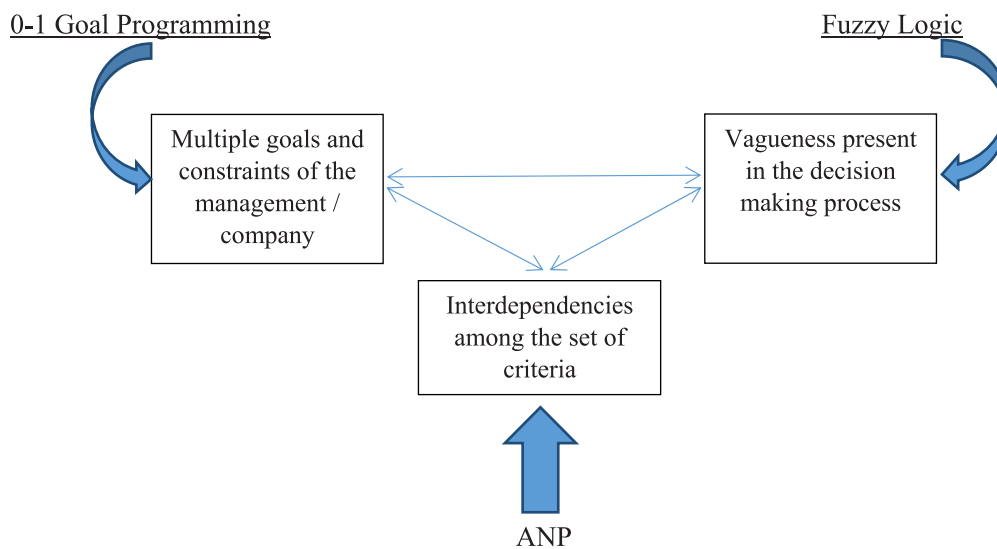 0-1 Goal Programming
Fuzzy Logic
Multiple goals and
constraints of the
management /
company
Vagueness present
in the decision
making process
Interdependencies
among the set of
criteria
ANP